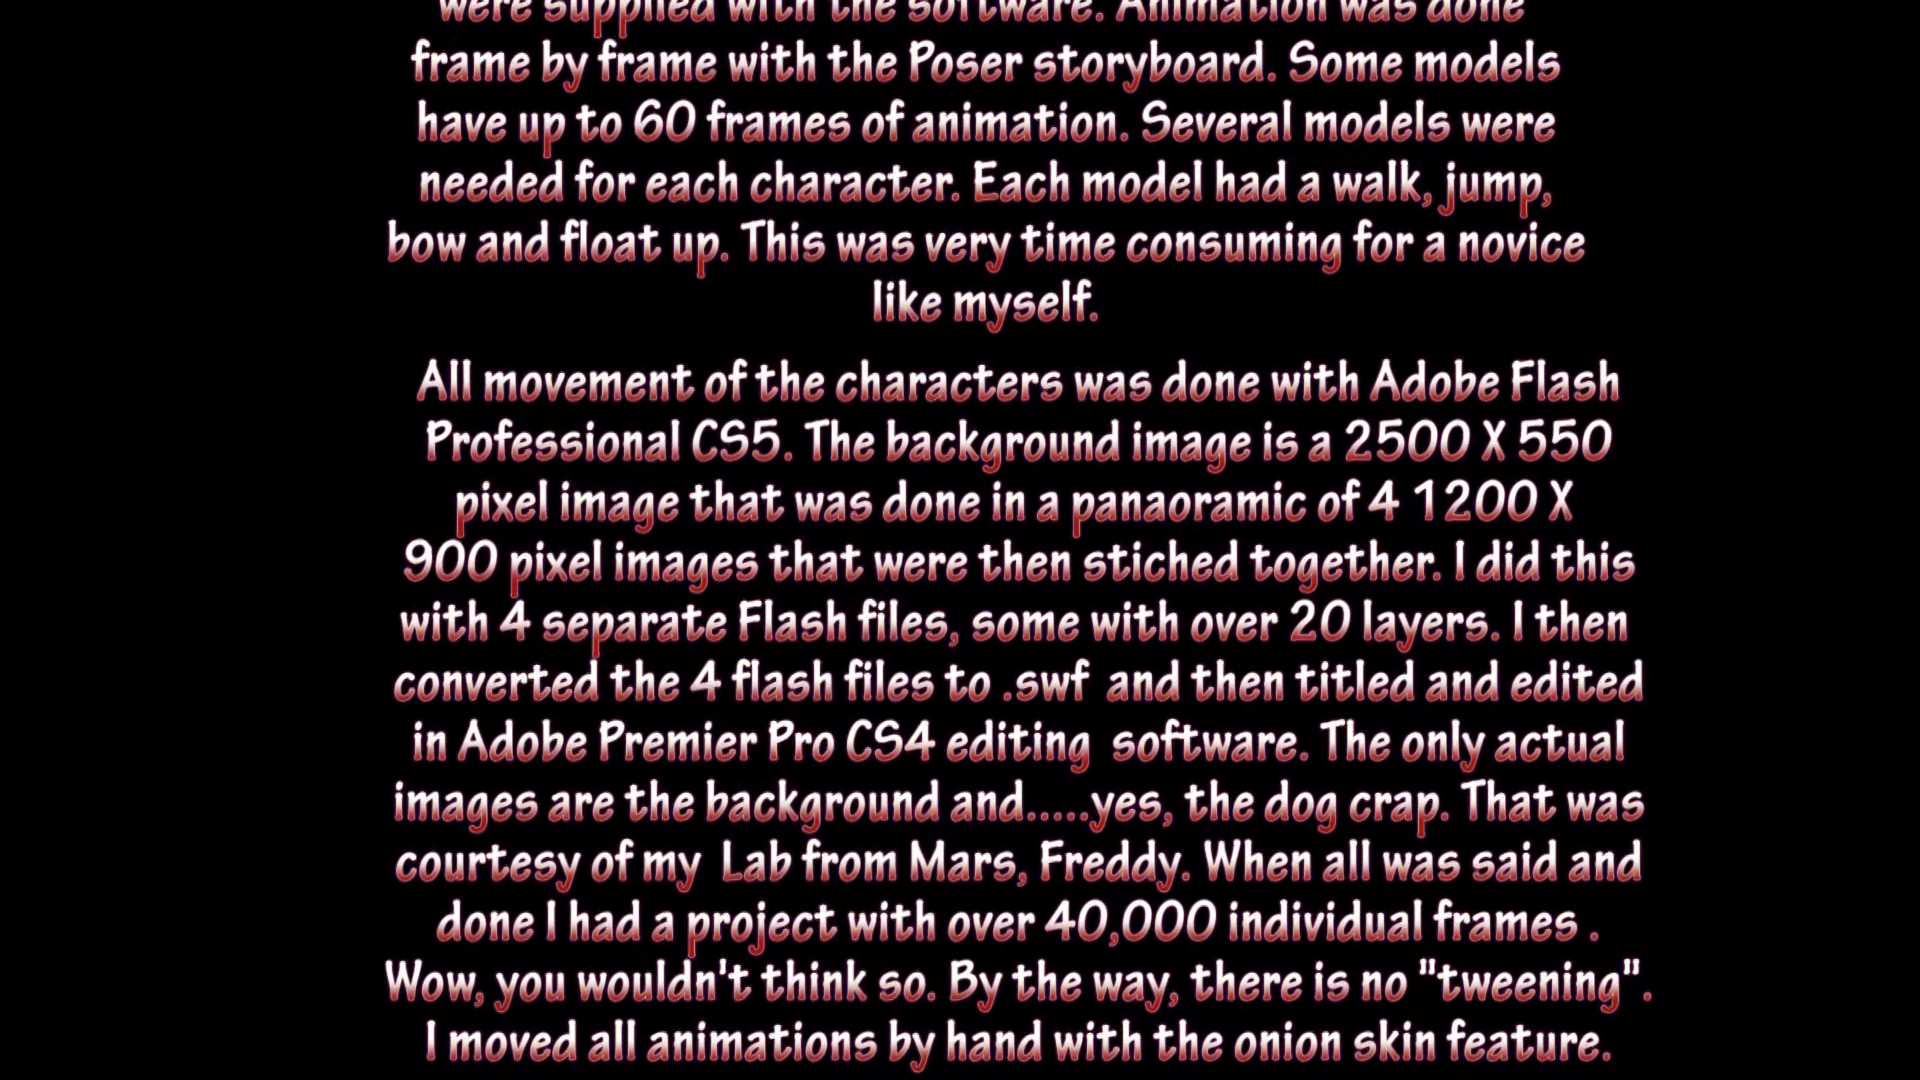 were supplied with the software. Animation was done
frame by frame with the Poser storyboard. Some models
have up to 60 frames of animation. Several models were
needed for each character. Each model had a walk, jump,
bow and float up. This was very time consuming for a novice
like myself.
All movement of the characters was done with Adobe Flash
Professional CS5. The background image is a 2500 X 550
pixel image that was done in a panaoramic of 4 1200 X
900 pixel images that were then stiched together. I did this
with 4 separate Flash files, some with over 20 layers. I then
converted the 4 flash files to .swf and then titled and edited
in Adobe Premier Pro CS4 editing software. The only actual
images are the background and.....yes, the dog crap. That was
courtesy of my Lab from Mars, Freddy. When all was said and
done I had a project with over 40,000 individual frames .
Wow, you wouldn't think so. By the way, there is no "tweening".
I moved all animations by hand with the onion skin feature.